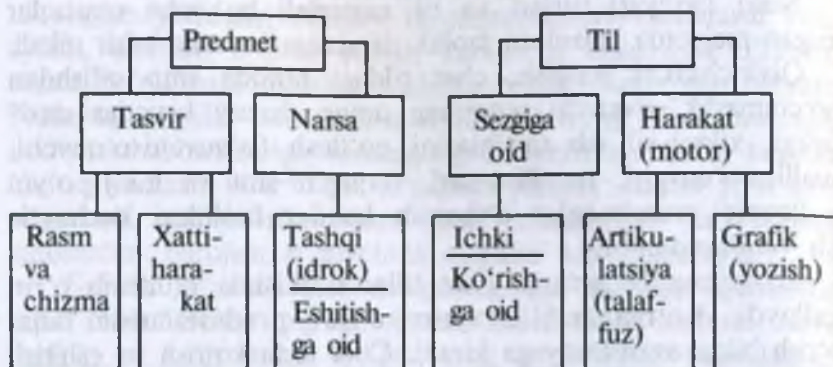 Predmet
Til
Tasvir
Narsa
Sezgiga
oid
Harakat
(motor)
Rasm
va
chizma
Xatti-
hara-
kat
Tashqi
(idrok)
Eshitish-
ga oid
Ichki
Ko‘rish-
ga oid
Artiku-
latsiya
(talaf-
fuz)
Grafik
(yozish)